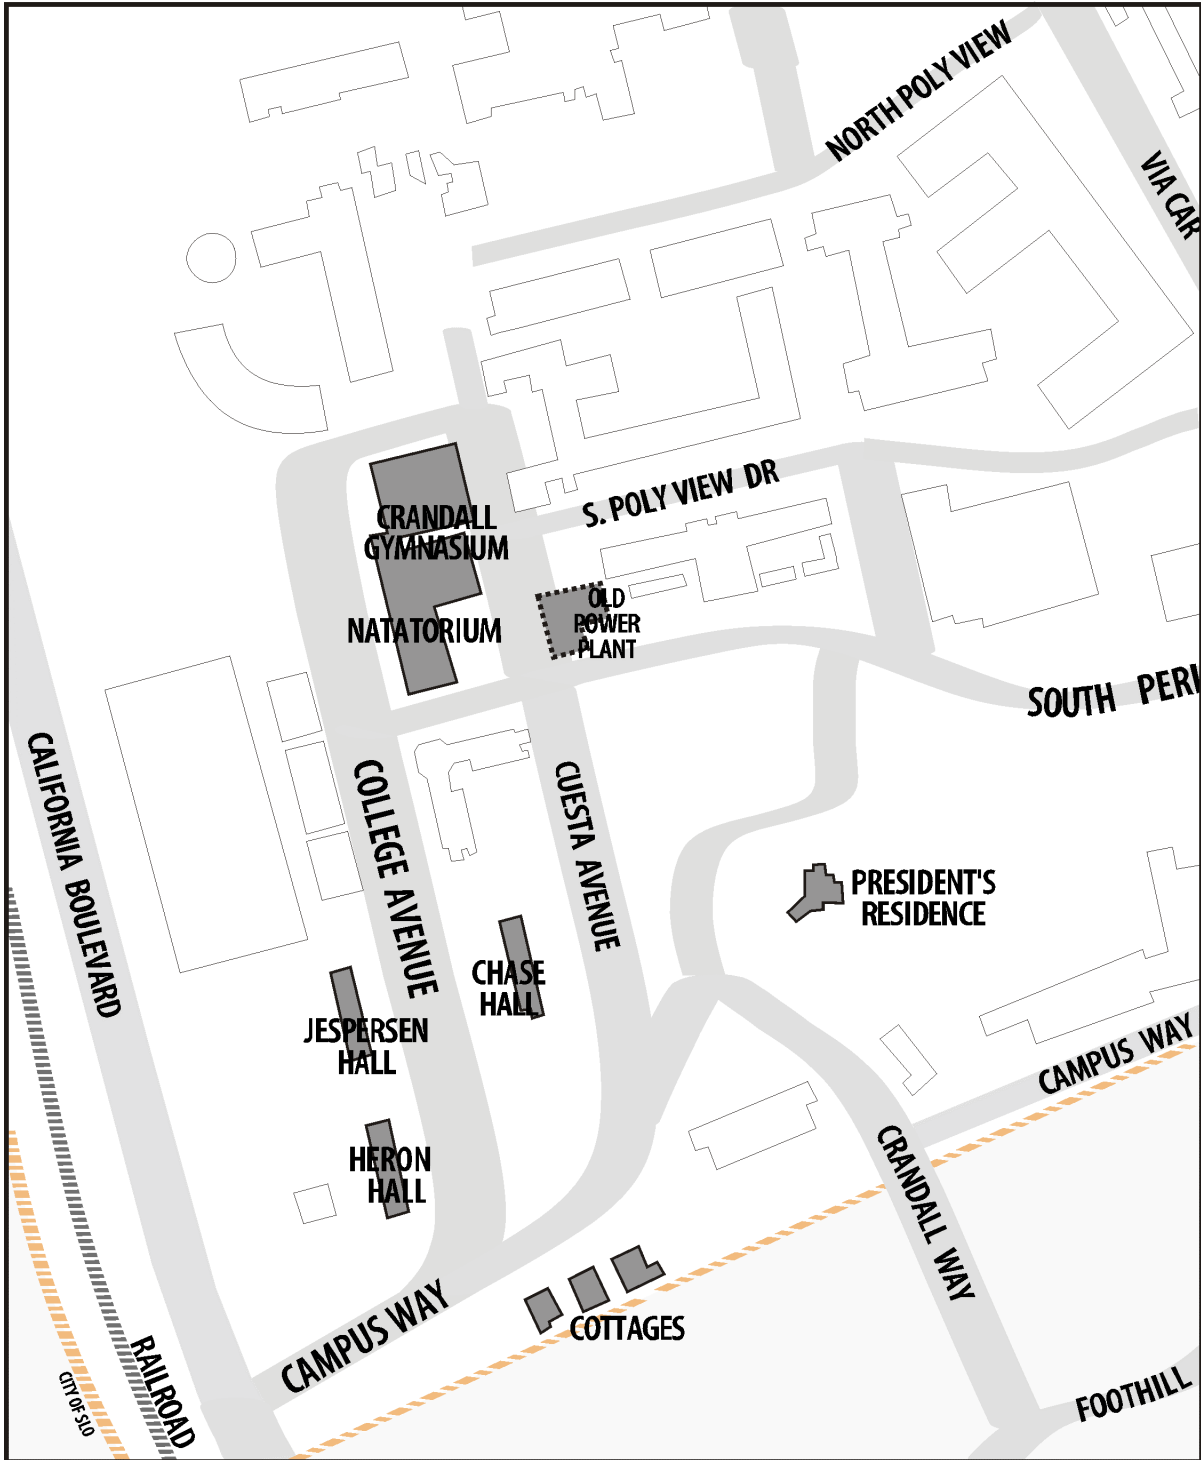 NORTH POLY VIEW
VIA CAR
S. POLY VIEW DR
CRANDALL
GYMNASIUM
NATATORIUM
OLD
POWER
PLANT
SOUTH PERI
CALIFORNIA BOULEVARD
COLLEGE AVENUE
CUESTA AVENUE
PRESIDENT'S
RESIDENCE
CHASE
HALL
JESPERSEN
HALL
CAMPUS WAY
HERON
HALL
CRANDALL WAY
COTTAGES
CAMPUS WAY
RAILROAD
CITY OF SLO
FOOTHILL